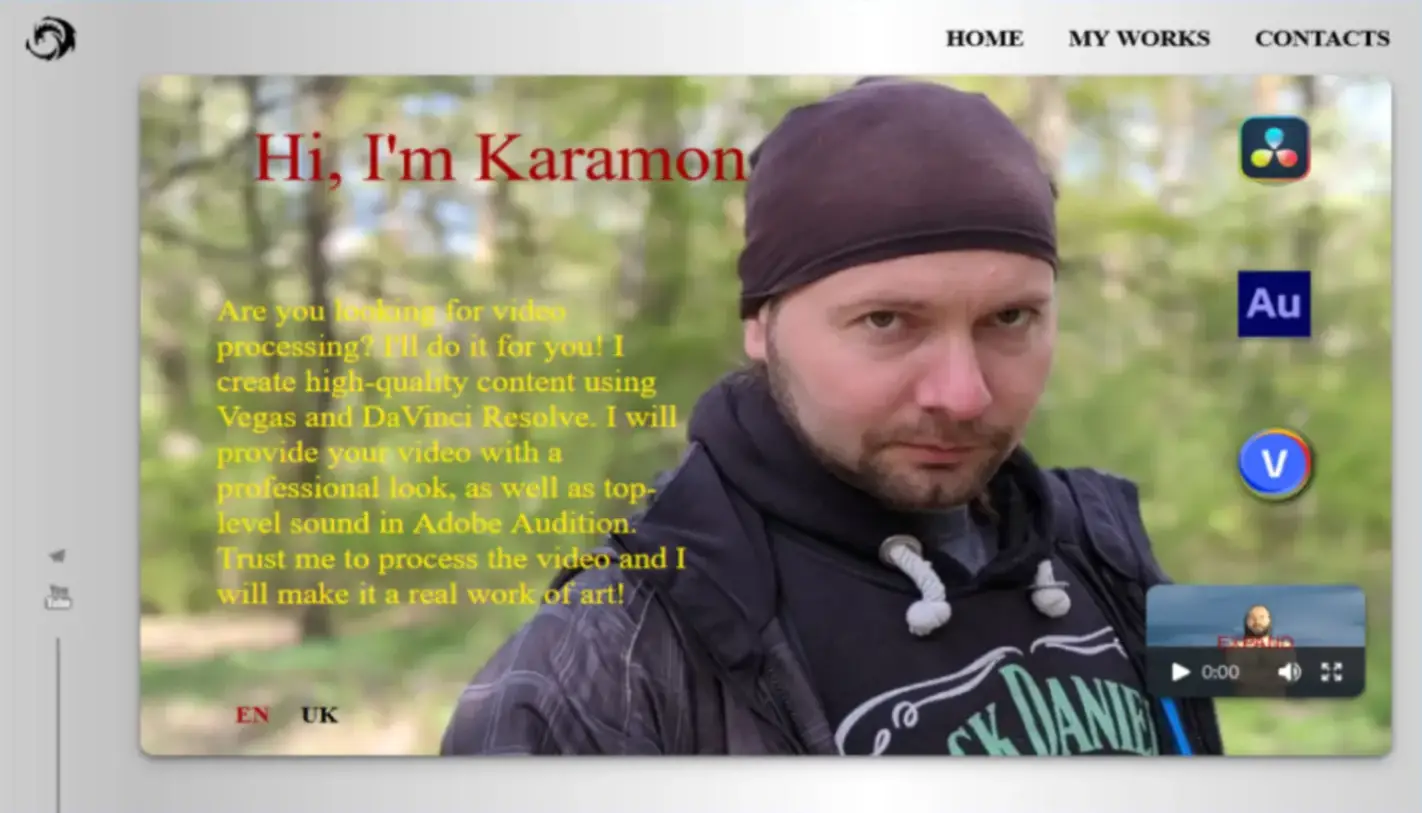 HOME MY WORKS CONTACTS
Hi, I'm Karamon
Are you looking for video
processing? I'll do it for you! I
create high-quality content using
Vegas and DaVinci Resolve. I will
provide your video with a
professional look, as well as top-
level sound in Adobe Audition.
Trust me to process the video and I
will make it a real work of art!
Au
V
EXPAND
0:00
CK DANIE
You
Tube
EN UK